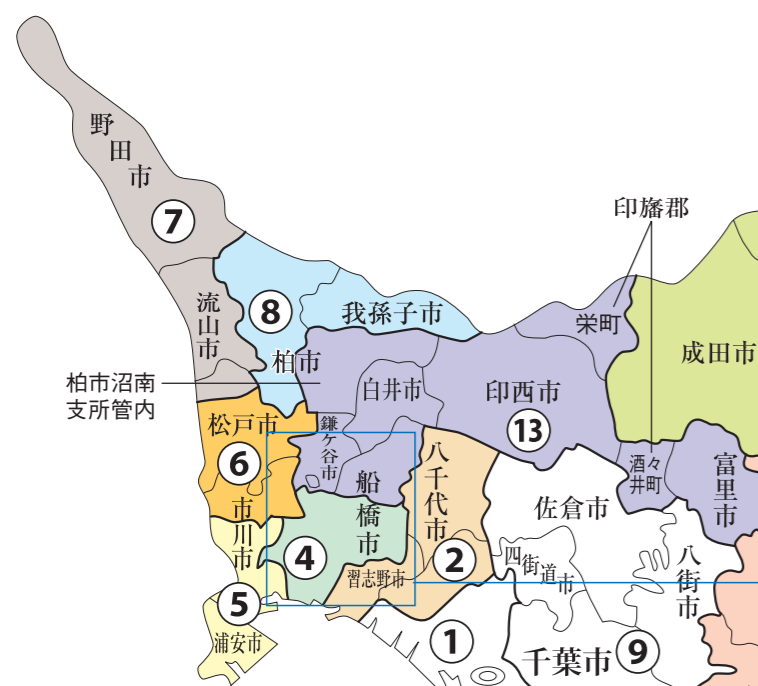 野田市
⑦
印旛郡
流山市
⑧
我孫子市
栄町
成田市
柏市
柏市沼南
支所管内
白井市
印西市
⑬
松戸市
鎌ケ谷市
⑥
八千代市
酒々
井町
富里市
船橋市
佐倉市
市川市
④
②
四街道市
八街市
習志野市
⑤
①
⑨
浦安市
千葉市